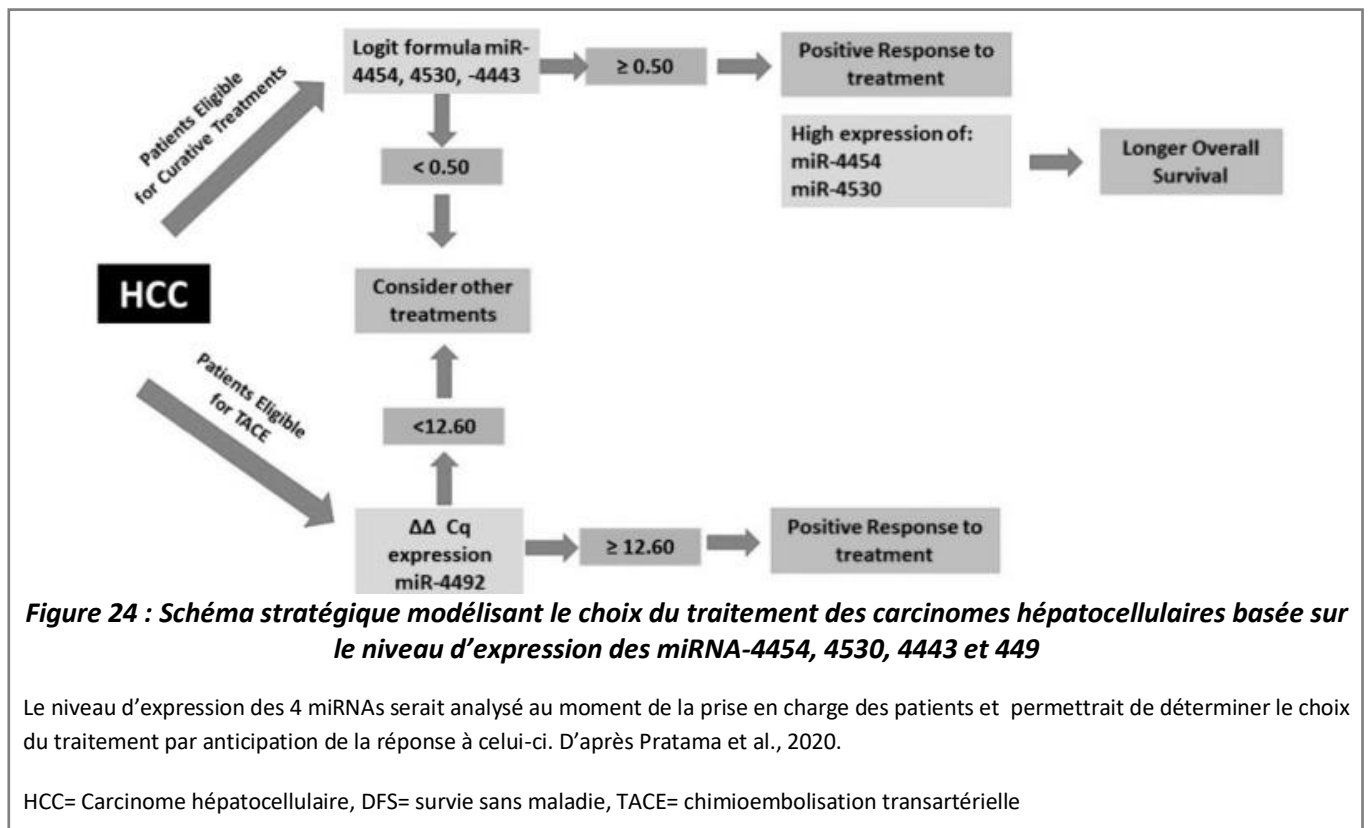 Logit formula miR-
4454, 4530, -4443
≥ 0.50
Positive Response to
treatment
Patients Eligible
for Curative Treatments
< 0.50
High expression of:
miR-4454
miR-4530
Longer Overall
Survival
HCC
Consider other
treatments
Patients Eligible
for TACE
<12.60
ΔΔ Cq
expression
miR-4492
≥ 12.60
Positive Response to
treatment
Figure 24 : Schéma stratégique modélisant le choix du traitement des carcinomes hépatocellulaires basée sur
le niveau d’expression des miRNA-4454, 4530, 4443 et 449
Le niveau d’expression des 4 miRNAs serait analysé au moment de la prise en charge des patients et permettrait de déterminer le choix
du traitement par anticipation de la réponse à celui-ci. D’après Pratama et al., 2020.
HCC= Carcinome hépatocellulaire, DFS= survie sans maladie, TACE= chimioembolisation transartérielle